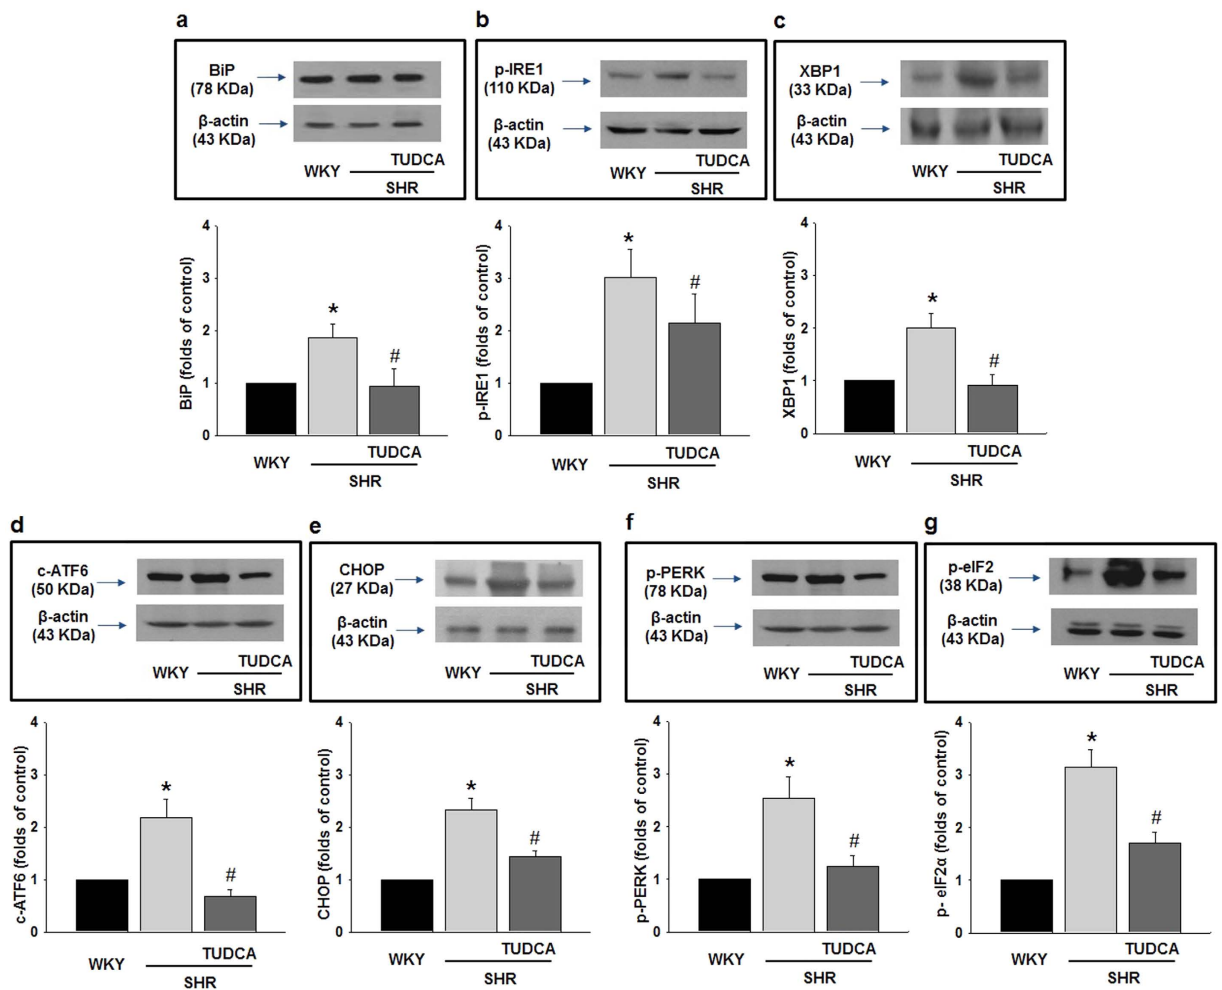 a
BiP
(78 KDa)
β-actin
(43 KDa)
WKY
TUDCA
SHR
b
p-IRE1
(110 KDa)
β-actin
(43 KDa)
WKY
TUDCA
SHR
c
XBP1
(33 KDa)
β-actin
(43 KDa)
WKY
TUDCA
SHR
BiP (folds of control)
4
3
2
1
0
*
#
WKY
TUDCA
SHR
p-IRE1 (folds of control)
4
3
2
1
0
*
#
WKY
TUDCA
SHR
XBP1 (folds of control)
4
3
2
1
0
*
#
WKY
TUDCA
SHR
d
c-ATF6
(50 KDa)
β-actin
(43 KDa)
WKY
TUDCA
SHR
e
CHOP
(27 KDa)
β-actin
(43 KDa)
WKY
TUDCA
SHR
f
p-PERK
(78 KDa)
β-actin
(43 KDa)
WKY
TUDCA
SHR
g
p-eIF2
(38 KDa)
β-actin
(43 KDa)
WKY
TUDCA
SHR
c-ATF6 (folds of control)
4
3
2
1
0
*
#
WKY
TUDCA
SHR
CHOP (folds of control)
4
3
2
1
0
*
#
WKY
TUDCA
SHR
p-PERK (folds of control)
4
3
2
1
0
*
#
WKY
TUDCA
SHR
p- eIF2α (folds of control)
4
3
2
1
0
*
#
WKY
TUDCA
SHR